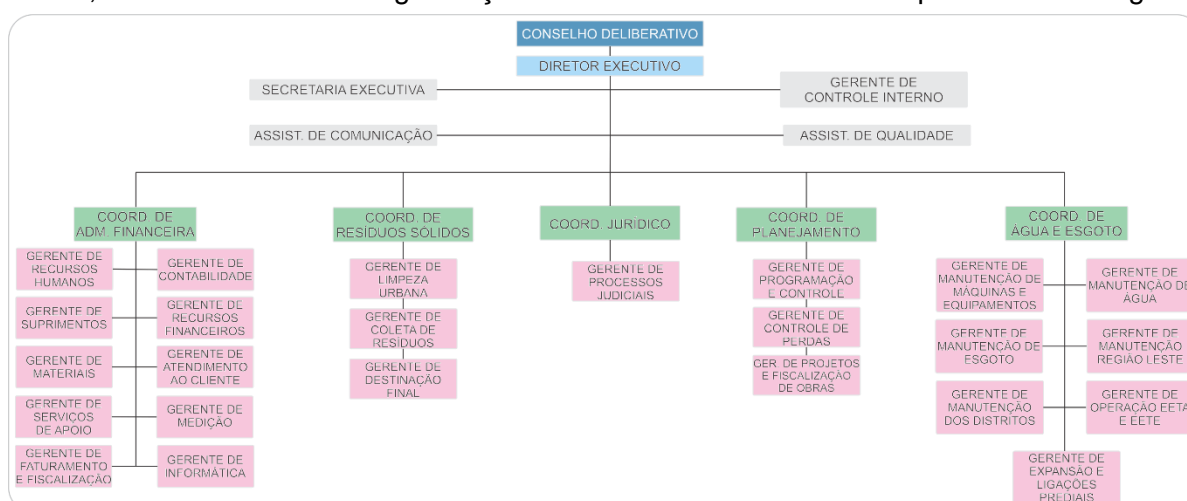 CONSELHO DELIBERATIVO
DIRETOR EXECUTIVO
SECRETARIA EXECUTIVA
GERENTE DE
CONTROLE INTERNO
ASSIST. DE COMUNICAÇÃO
ASSIST. DE QUALIDADE
COORD. DE
ADM. FINANCEIRA
COORD. DE
RESÍDUOS SÓLIDOS
COORD. JURÍDICO
COORD. DE
PLANEJAMENTO
COORD. DE
ÁGUA E ESGOTO
GERENTE DE
RECURSOS
HUMANOS
GERENTE DE
CONTABILIDADE
GERENTE DE
SUPRIMENTOS
GERENTE DE
RECURSOS
FINANCEIROS
GERENTE DE
MATERIAIS
GERENTE DE
ATENDIMENTO
AO CLIENTE
GERENTE DE
SERVIÇOS
DE APOIO
GERENTE DE
MEDIÇÃO
GERENTE DE
FATURAMENTO
E FISCALIZAÇÃO
GERENTE DE
INFORMÁTICA
GERENTE DE
LIMPEZA
URBANA
GERENTE DE
COLETA DE
RESÍDUOS
GERENTE DE
DESTINAÇÃO
FINAL
GERENTE DE
PROCESSOS
JUDICIAIS
GERENTE DE
PROGRAMAÇÃO
E CONTROLE
GERENTE DE
CONTROLE DE
PERDAS
GER. DE PROJETOS
E FISCALIZAÇÃO
DE OBRAS
GERENTE DE
MANUTENÇÃO DE
MÁQUINAS E
EQUIPAMENTOS
GERENTE DE
MANUTENÇÃO DE
ÁGUA
GERENTE DE
MANUTENÇÃO DE
ESGOTO
GERENTE DE
MANUTENÇÃO
REGIÃO LESTE
GERENTE DE
MANUTENÇÃO
DOS DISTRITOS
GERENTE DE
OPERAÇÃO EETA
E EETE
GERENTE DE
EXPANSÃO E
LIGAÇÕES
PREDIAIS